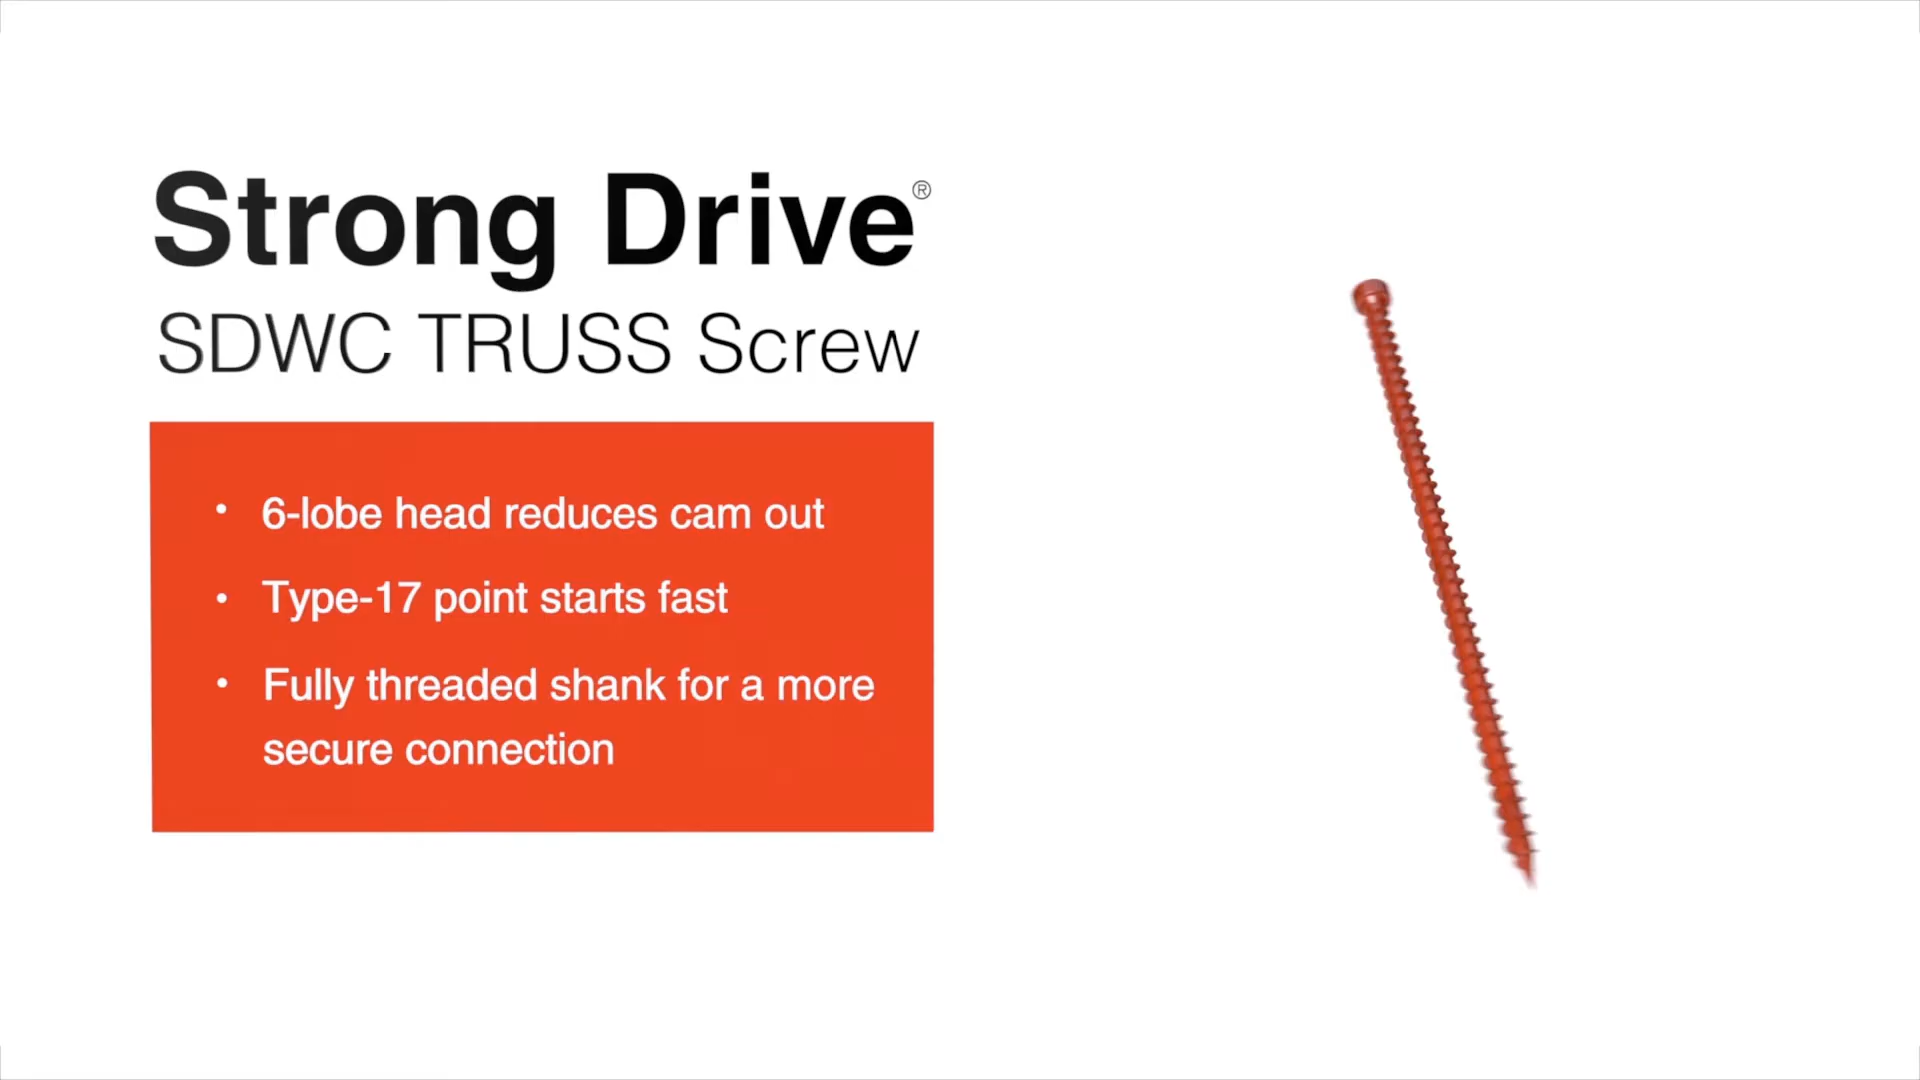 Strong Drive®
SDWC TRUSS Screw
• 6-lobe head reduces cam out
• Type-17 point starts fast
• Fully threaded shank for a more
secure connection